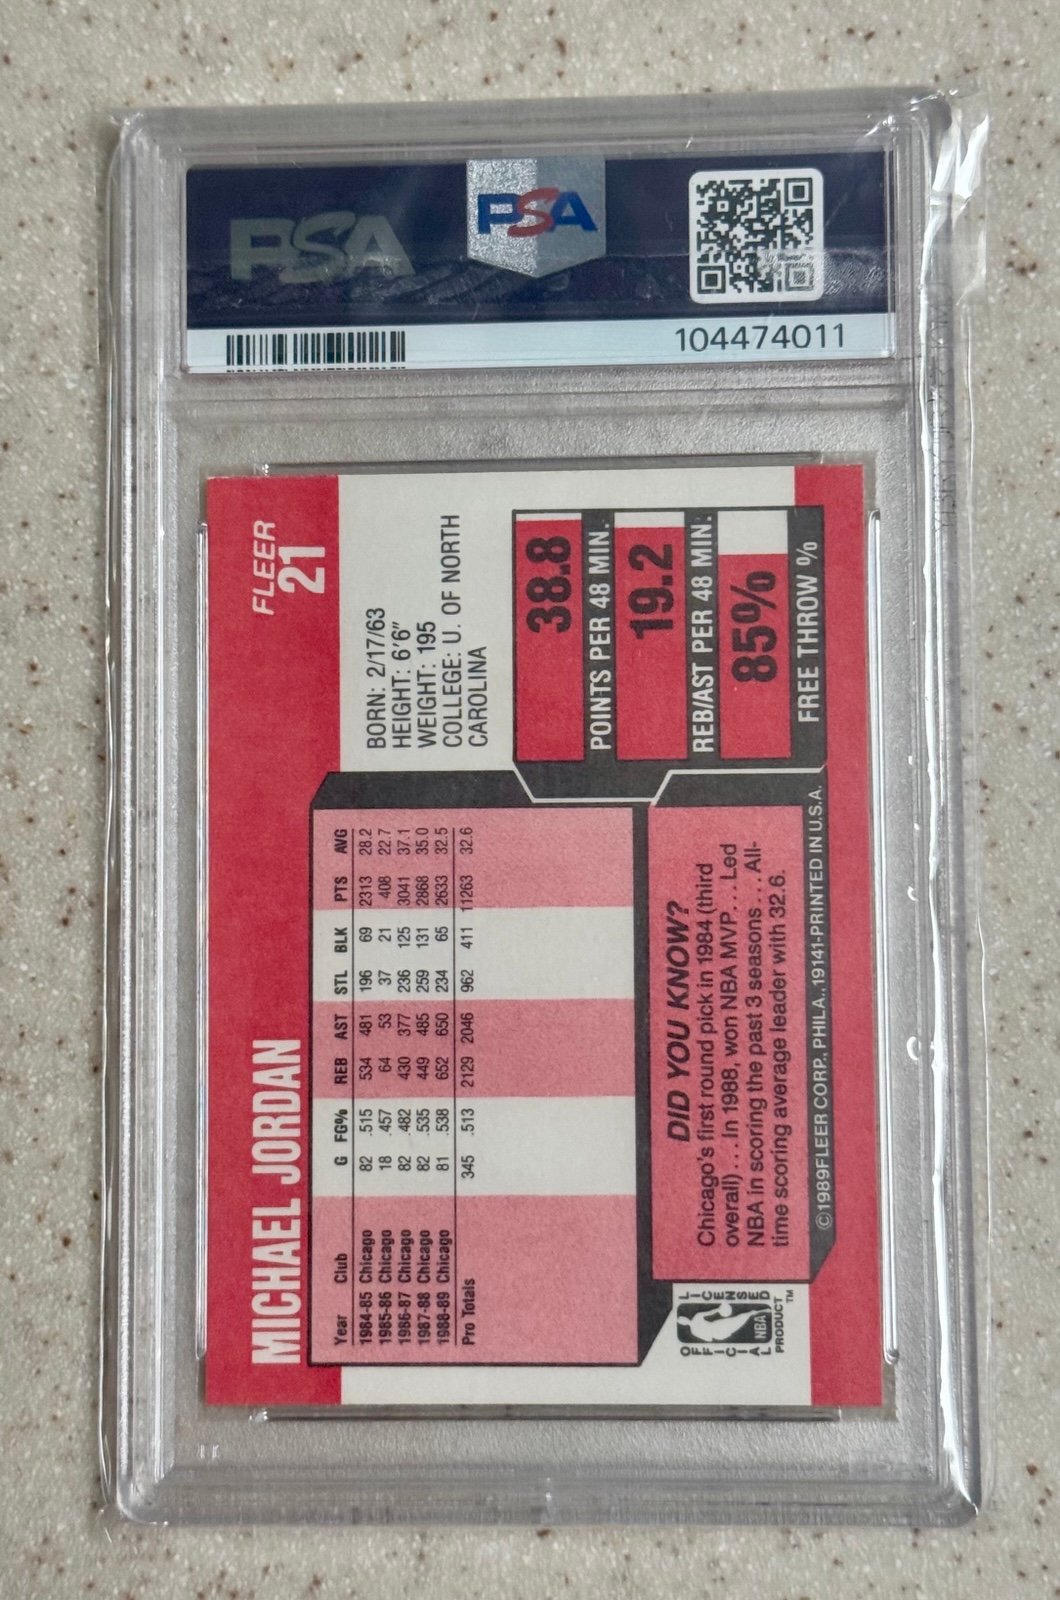 PSA
PSA
104474011
FLEER
21
MICHAEL JORDAN
BORN: 2/17/63
HEIGHT: 6'6"
WEIGHT: 195
COLLEGE: U. OF NORTH
CAROLINA
Year Club G FG% REB AST STL BLK PTS AVG
1984-85 Chicago 82 .515 534 481 196 69 2313 28.2
1985-86 Chicago 18 .457 64 53 37 21 408 22.7
1986-87 Chicago 82 .482 430 377 236 125 3041 37.1
1987-88 Chicago 82 .535 449 485 259 131 2868 35.0
1988-89 Chicago 81 .538 652 650 234 65 2633 32.5
Pro Totals 345 .513 2129 2046 962 411 11263 32.6
38.8
POINTS PER 48 MIN.
19.2
REB/AST PER 48 MIN.
85%
FREE THROW %
DID YOU KNOW?
Chicago's first round pick in 1984 (third
overall) . . . In 1988, won NBA MVP. . . Led
NBA in scoring the past 3 seasons . . . All-
time scoring average leader with 32.6.
OFFICIAL
LICENSED
NBA
PRODUCT™
©1989FLEER CORP., PHILA., 19141-PRINTED IN U.S.A.